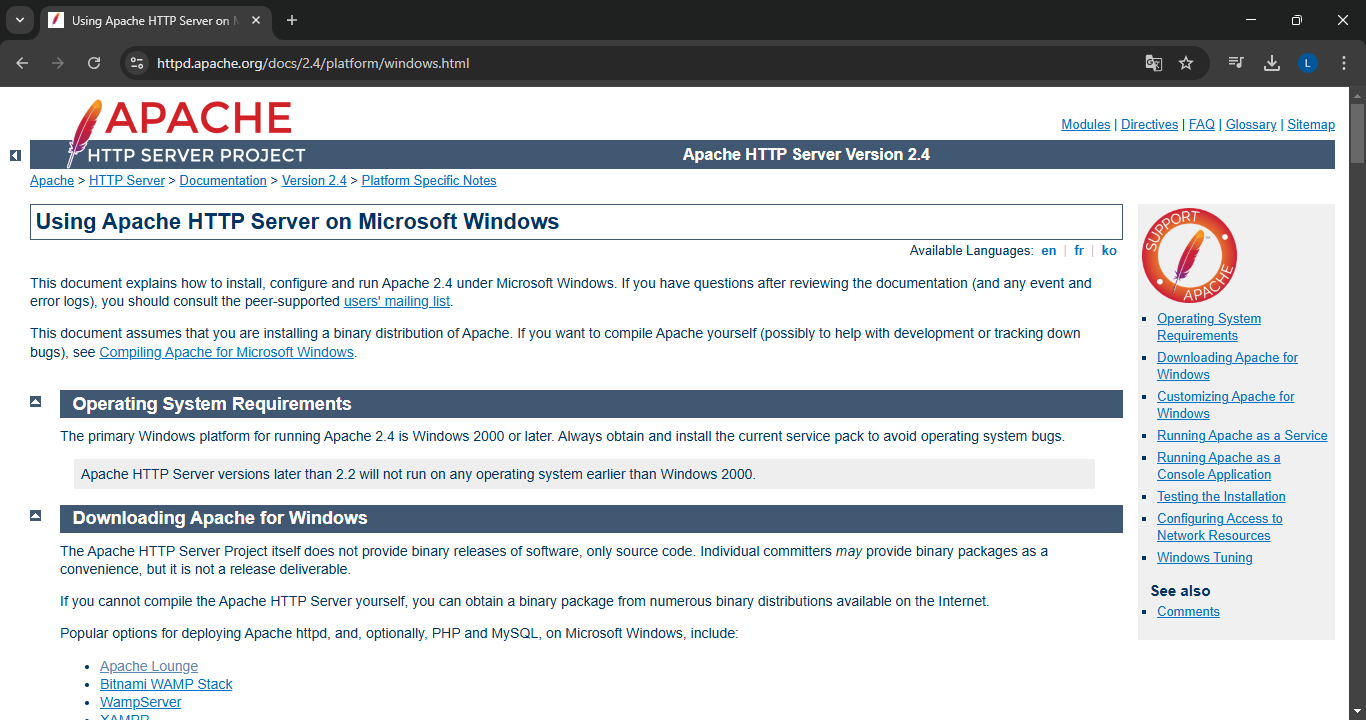 Using Apache HTTP Server on
httpd.apache.org/docs/2.4/platform/windows.html
L
APACHE
HTTP SERVER PROJECT
Modules | Directives | FAQ | Glossary | Sitemap
Apache HTTP Server Version 2.4
Apache > HTTP Server > Documentation > Version 2.4 > Platform Specific Notes
Using Apache HTTP Server on Microsoft Windows
Available Languages: en | fr | ko
This document explains how to install, configure and run Apache 2.4 under Microsoft Windows. If you have questions after reviewing the documentation (and any event and
error logs), you should consult the peer-supported users' mailing list.
This document assumes that you are installing a binary distribution of Apache. If you want to compile Apache yourself (possibly to help with development or tracking down
bugs), see Compiling Apache for Microsoft Windows.
Operating System Requirements
The primary Windows platform for running Apache 2.4 is Windows 2000 or later. Always obtain and install the current service pack to avoid operating system bugs.
Apache HTTP Server versions later than 2.2 will not run on any operating system earlier than Windows 2000.
Downloading Apache for Windows
The Apache HTTP Server Project itself does not provide binary releases of software, only source code. Individual committers may provide binary packages as a
convenience, but it is not a release deliverable.
If you cannot compile the Apache HTTP Server yourself, you can obtain a binary package from numerous binary distributions available on the Internet.
Popular options for deploying Apache httpd, and, optionally, PHP and MySQL, on Microsoft Windows, include:
Apache Lounge
Bitnami WAMP Stack
WampServer
XAMPP
SUPPORT
APACHE
Operating System
Requirements
Downloading Apache for
Windows
Customizing Apache for
Windows
Running Apache as a Service
Running Apache as a
Console Application
Testing the Installation
Configuring Access to
Network Resources
Windows Tuning
See also
Comments